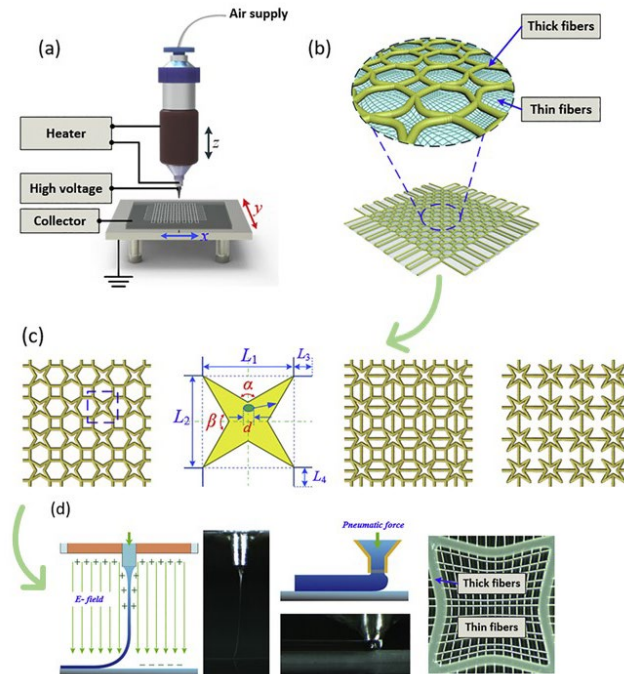 Air supply
(a)
Heater
z
High voltage
Collector
y
x
(b)
Thick fibers
Thin fibers
(c)
L1
L3
α
L2
β
d
L4
(d)
E- field
+ + + + + + + +
- - - - -
Pneumatic force
Thick fibers
Thin fibers